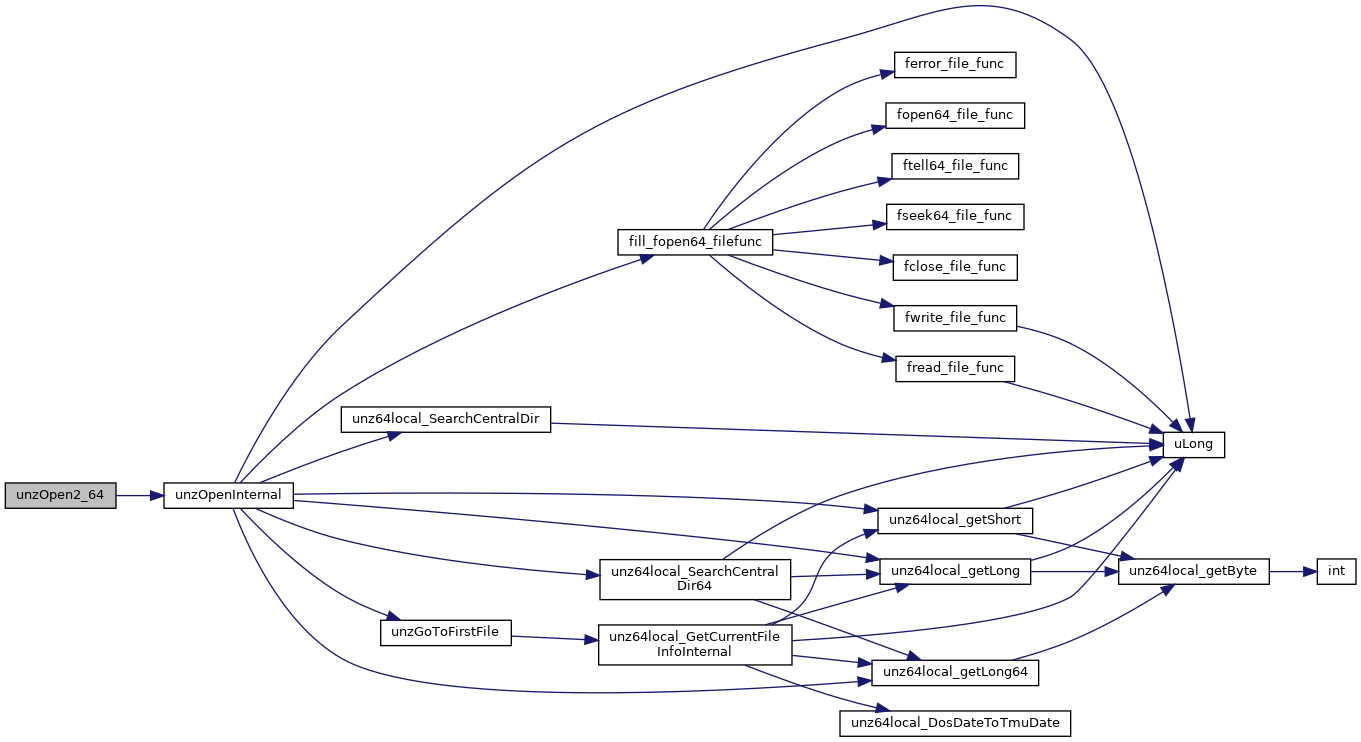 ferror_file_func
fopen64_file_func
ftell64_file_func
fseek64_file_func
fill_fopen64_filefunc
fclose_file_func
fwrite_file_func
fread_file_func
unz64local_SearchCentralDir
uLong
unzOpen2_64
unzOpenInternal
unz64local_getShort
unz64local_SearchCentral
Dir64
unz64local_getLong
unz64local_getByte
int
unzGoToFirstFile
unz64local_GetCurrentFile
InfoInternal
unz64local_getLong64
unz64local_DosDateToTmuDate